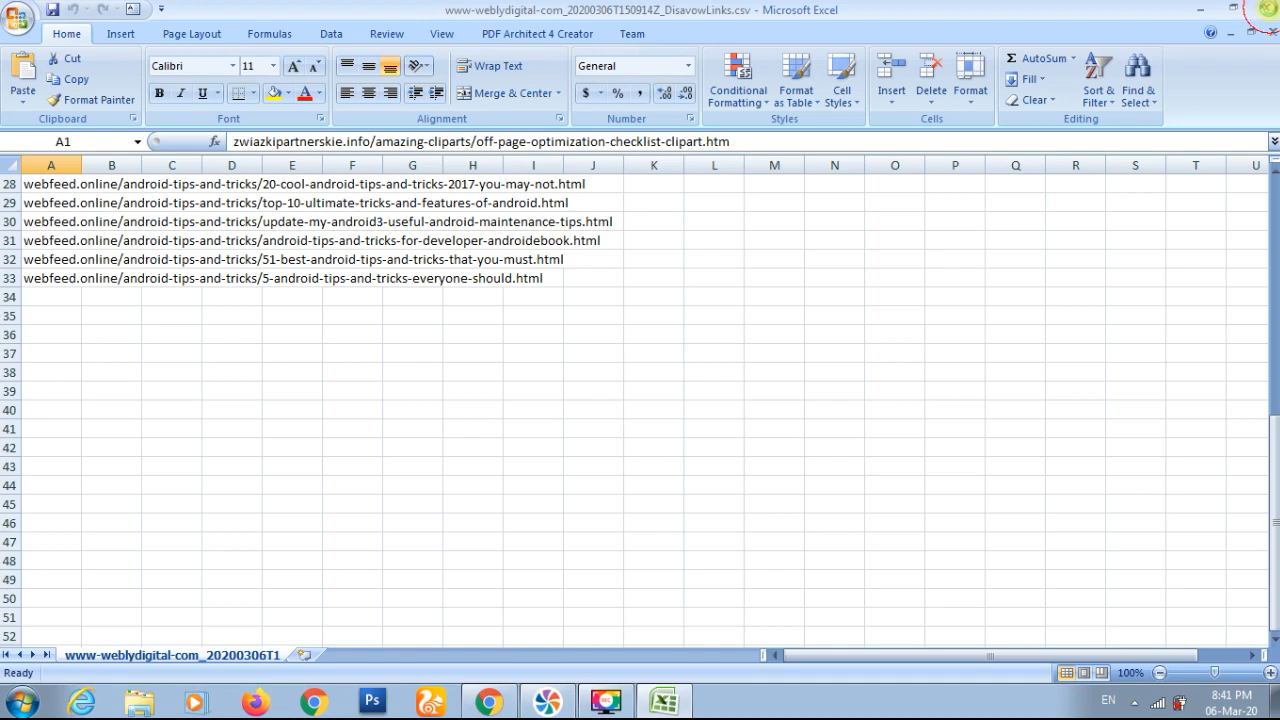 www-weblydigital-com_20200306T150914Z_DisavowLinks.csv - Microsoft Excel
Home Insert Page Layout Formulas Data Review View PDF Architect 4 Creator Team
Paste Cut Copy Format Painter Clipboard
Calibri 11 B I U A A A Font
Wrap Text Merge & Center Alignment
General $ % , .00 Number
Conditional Formatting Format as Table Cell Styles Styles
Insert Delete Format Cells
Σ AutoSum Fill Clear Sort & Filter Find & Select Editing
A1 fx zwiazkipartnerskie.info/amazing-cliparts/off-page-optimization-checklist-clipart.htm
A B C D E F G H I J K L M N O P Q R S T U
28 webfeed.online/android-tips-and-tricks/20-cool-android-tips-and-tricks-2017-you-may-not.html
29 webfeed.online/android-tips-and-tricks/top-10-ultimate-tricks-and-features-of-android.html
30 webfeed.online/android-tips-and-tricks/update-my-android3-useful-android-maintenance-tips.html
31 webfeed.online/android-tips-and-tricks/android-tips-and-tricks-for-developer-androidebook.html
32 webfeed.online/android-tips-and-tricks/51-best-android-tips-and-tricks-that-you-must.html
33 webfeed.online/android-tips-and-tricks/5-android-tips-and-tricks-everyone-should.html
34
35
36
37
38
39
40
41
42
43
44
45
46
47
48
49
50
51
52
www-weblydigital-com_20200306T1
Ready 100%
Ps EN 8:41 PM
06-Mar-20